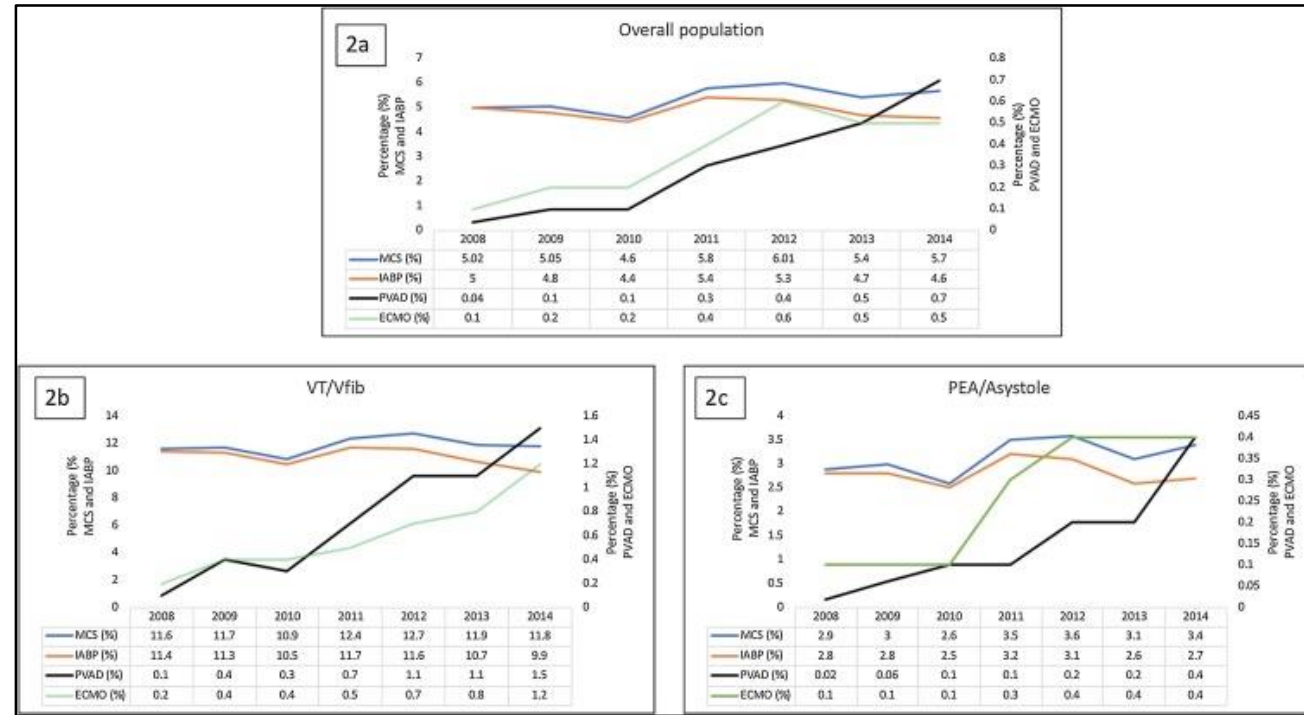 2a
Overall population
Percentage (%)
MCS and IABP
7
6
5
4
3
2
1
0
0.8
0.7
0.6
0.5
0.4
0.3
0.2
0.1
0
Percentage (%)
PVAD and ECMO
2008 2009 2010 2011 2012 2013 2014
MCS (%) 5.02 5.05 4.6 5.8 6.01 5.4 5.7
IABP (%) 5 4.8 4.4 5.4 5.3 4.7 4.6
PVAD (%) 0.04 0.1 0.1 0.3 0.4 0.5 0.7
ECMO (%) 0.1 0.2 0.2 0.4 0.6 0.5 0.5
2b
VT/Vfib
Percentage (%
MCS and IABP
14
12
10
8
6
4
2
0
1.6
1.4
1.2
1
0.8
0.6
0.4
0.2
0
Percentage (%)
PVAD and ECMO
2008 2009 2010 2011 2012 2013 2014
MCS (%) 11.6 11.7 10.9 12.4 12.7 11.9 11.8
IABP (%) 11.4 11.3 10.5 11.7 11.6 10.7 9.9
PVAD (%) 0.1 0.4 0.3 0.7 1.1 1.1 1.5
ECMO (%) 0.2 0.4 0.4 0.5 0.7 0.8 1.2
2c
PEA/Asystole
Percentage (%)
MCS and IABP
4
3.5
3
2.5
2
1.5
1
0.5
0
0.45
0.4
0.35
0.3
0.25
0.2
0.15
0.1
0.05
0
Percentage (%)
PVAD and ECMO
2008 2009 2010 2011 2012 2013 2014
MCS (%) 2.9 3 2.6 3.5 3.6 3.1 3.4
IABP (%) 2.8 2.8 2.5 3.2 3.1 2.6 2.7
PVAD (%) 0.02 0.06 0.1 0.1 0.2 0.2 0.4
ECMO (%) 0.1 0.1 0.1 0.3 0.4 0.4 0.4